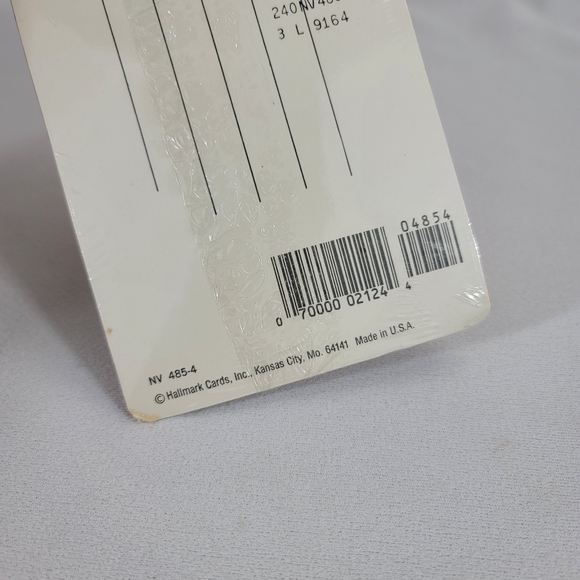 3 L 9164
04854
0 70000 02124 4
NV 485-4
© Hallmark Cards, Inc., Kansas City, Mo. 64141 Made in U.S.A.